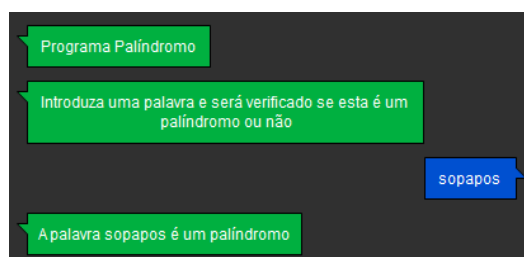 Programa Palíndromo
Introduza uma palavra e será verificado se esta é um
palíndromo ou não
sopapos
A palavra sopapos é um palíndromo